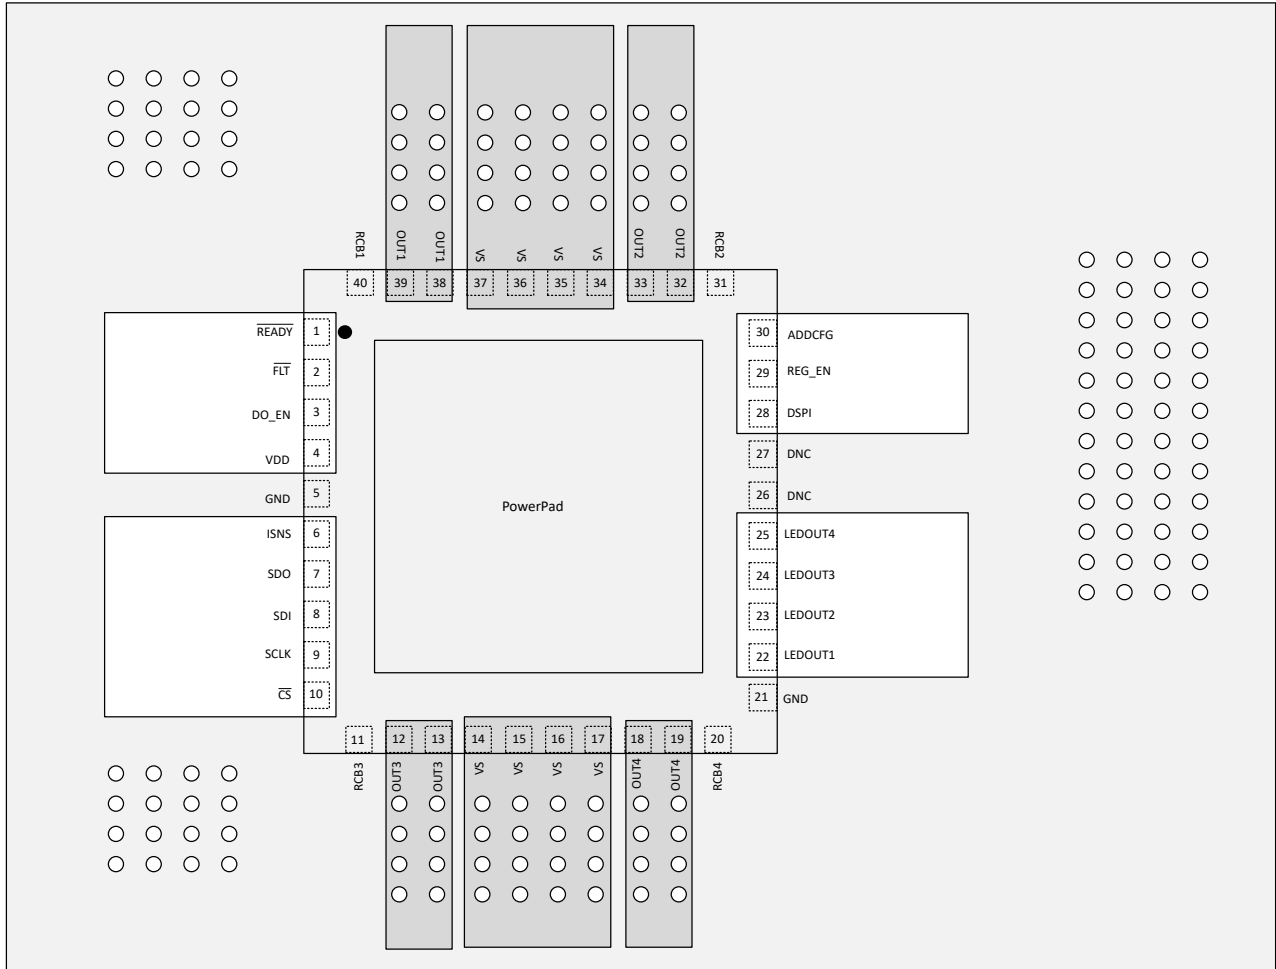 RCB1
OUT1
OUT1
VS
VS
VS
VS
OUT2
OUT2
RCB2
40
39
38
37
36
35
34
33
32
31
READY 1
FLT 2
DO_EN 3
VDD 4
GND 5
ISNS 6
SDO 7
SDI 8
SCLK 9
CS 10
PowerPad
30 ADDCFG
29 REG_EN
28 DSPI
27 DNC
26 DNC
25 LEDOUT4
24 LEDOUT3
23 LEDOUT2
22 LEDOUT1
21 GND
11
12
13
14
15
16
17
18
19
20
RCB3
OUT3
OUT3
VS
VS
VS
VS
OUT4
OUT4
RCB4